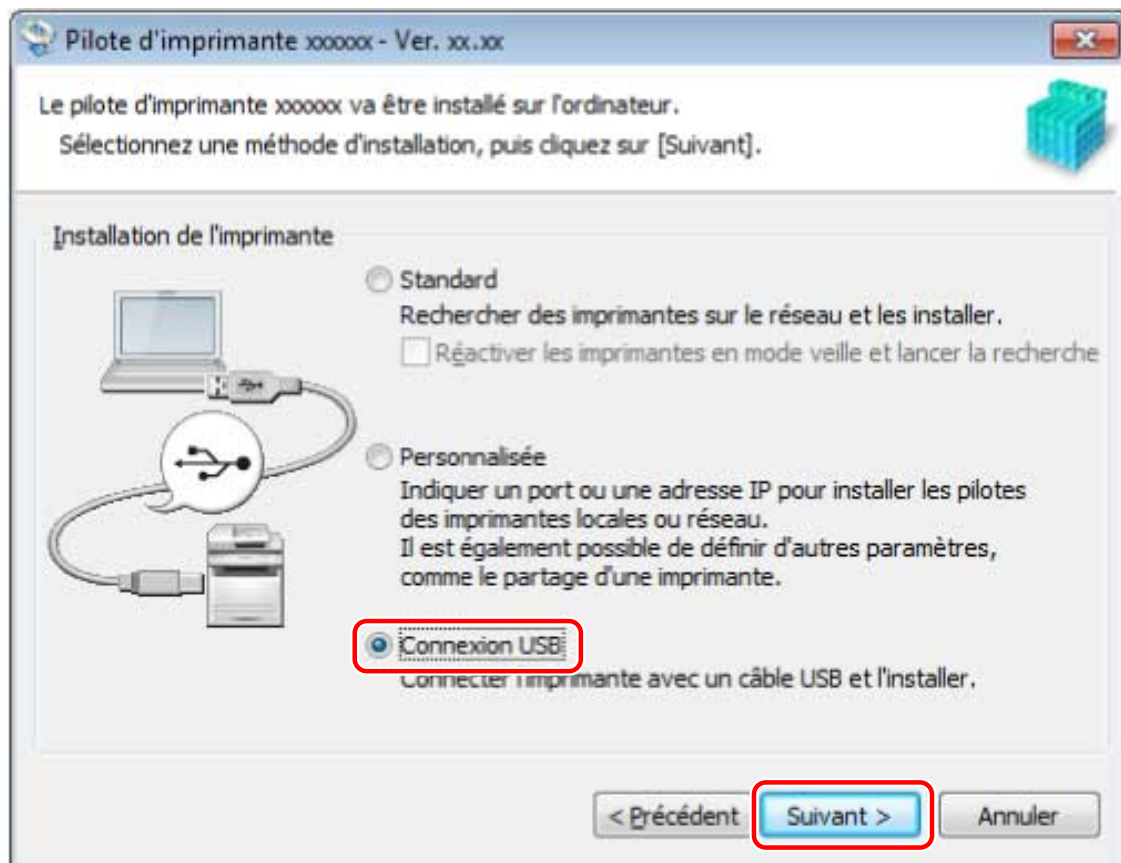 Pilote d'imprimante xxxxxx - Ver. xx.xx
Le pilote d'imprimante xxxxxx va être installé sur l'ordinateur.
Sélectionnez une méthode d'installation, puis cliquez sur [Suivant].
Installation de l'imprimante
Standard
Rechercher des imprimantes sur le réseau et les installer.
Réactiver les imprimantes en mode veille et lancer la recherche
Personnalisée
Indiquer un port ou une adresse IP pour installer les pilotes
des imprimantes locales ou réseau.
Il est également possible de définir d'autres paramètres,
comme le partage d'une imprimante.
Connexion USB
Connecter l'imprimante avec un câble USB et l'installer.
< Précédent
Suivant >
Annuler